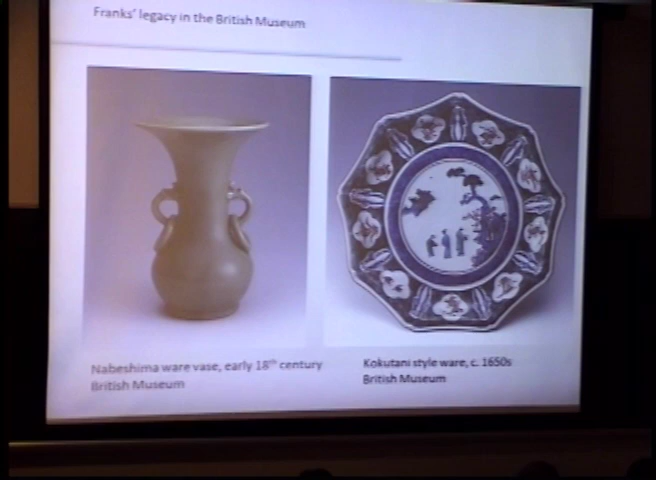 Franks' legacy in the British Museum
Nabeshima ware vase, early 18th century
British Museum
Kokutani style ware, c. 1650s
British Museum